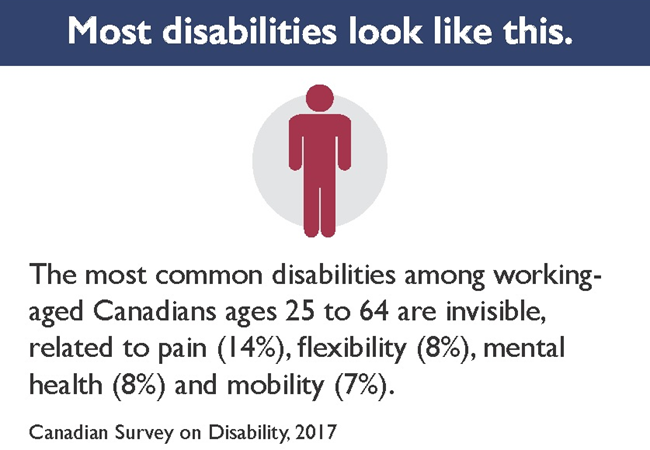 Most disabilities look like this.
The most common disabilities among working-
aged Canadians ages 25 to 64 are invisible,
related to pain (14%), flexibility (8%), mental
health (8%) and mobility (7%).
Canadian Survey on Disability, 2017